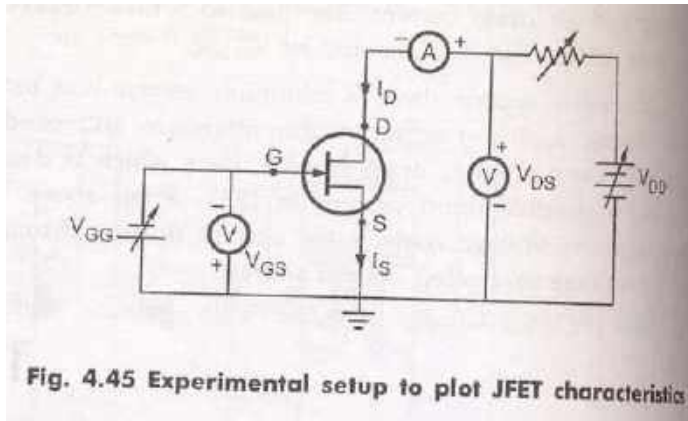 − A +
I_D
D
G
+
V V_DS
−
V_DD
V_GG
−
V
+
V_GS
S
I_S
Fig. 4.45 Experimental setup to plot JFET characteristics